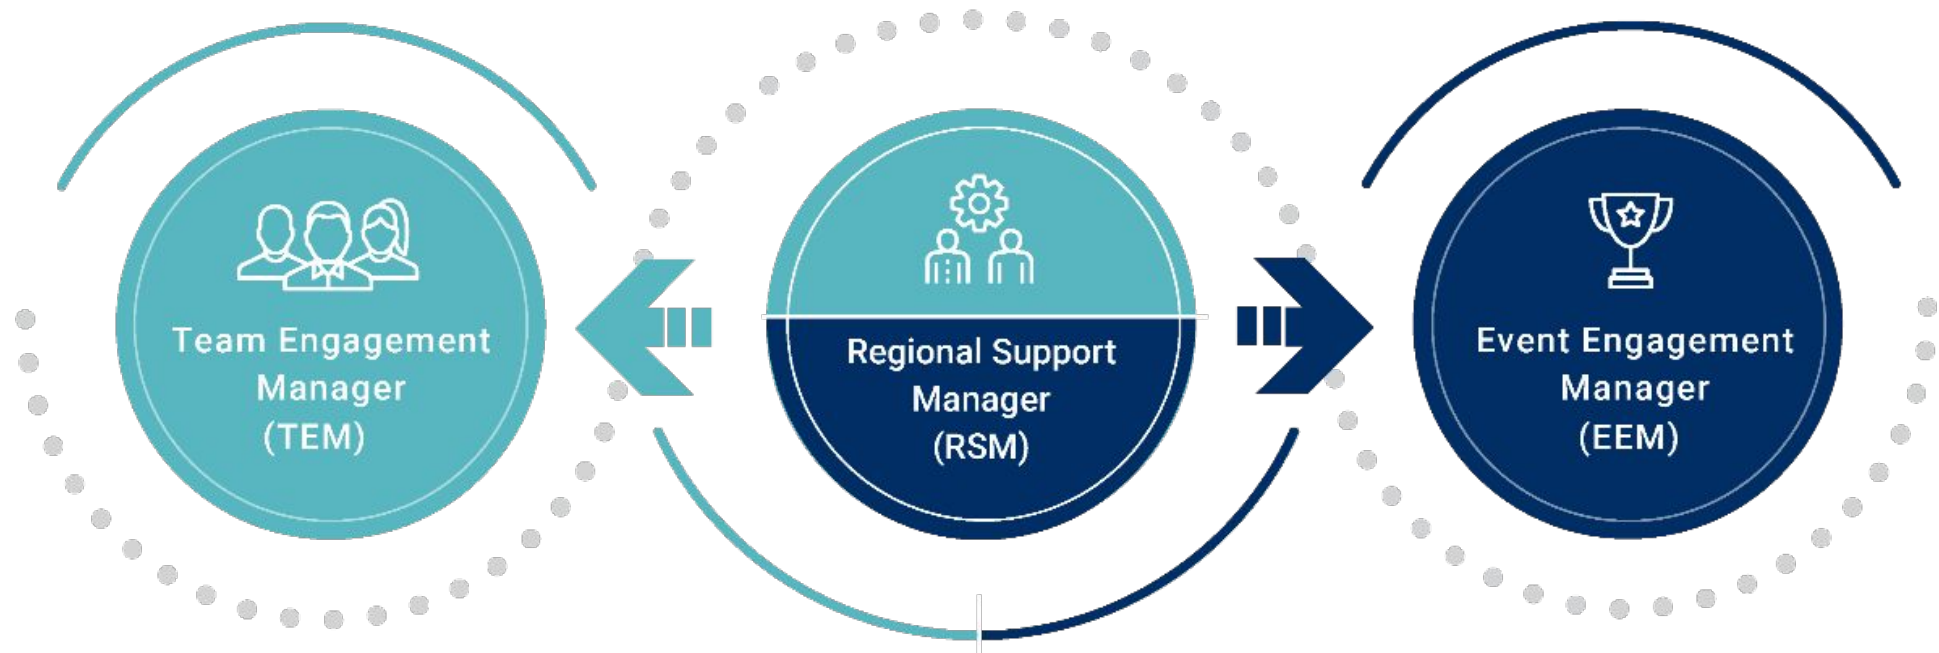 Team Engagement
Manager
(TEM)
Regional Support
Manager
(RSM)
Event Engagement
Manager
(EEM)